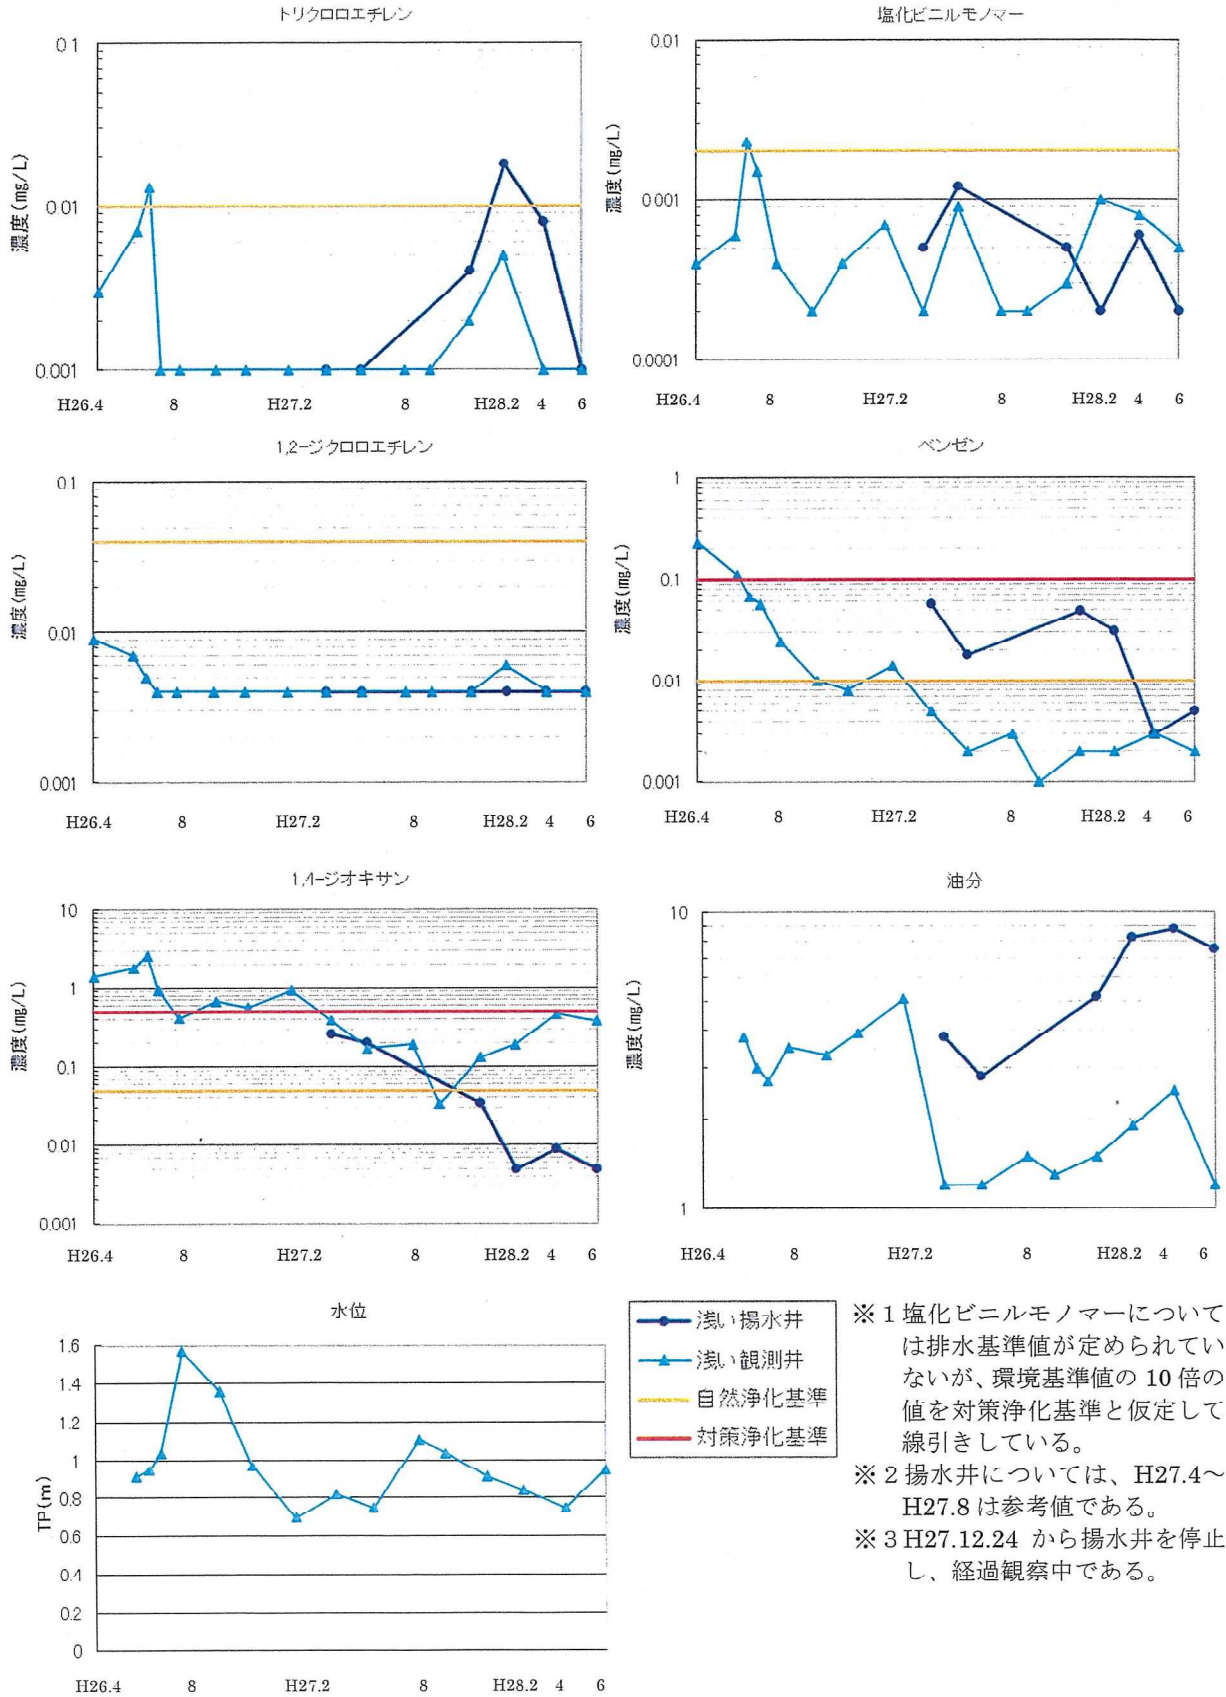 トリクロロエチレン
0.1
0.01
0.001
濃度(mg/L)
H26.4 8 H27.2 8 H28.2 4 6
塩化ビニルモノマー
0.01
0.001
0.0001
濃度(mg/L)
H26.4 8 H27.2 8 H28.2 4 6
1,2-ジクロロエチレン
0.1
0.01
0.001
濃度(mg/L)
H26.4 8 H27.2 8 H28.2 4 6
ベンゼン
1
0.1
0.01
0.001
濃度(mg/L)
H26.4 8 H27.2 8 H28.2 4 6
1,4-ジオキサン
10
1
0.1
0.01
0.001
濃度(mg/L)
H26.4 8 H27.2 8 H28.2 4 6
油分
10
1
濃度(mg/L)
H26.4 8 H27.2 8 H28.2 4 6
水位
1.6
1.4
1.2
1
0.8
0.6
0.4
0.2
0
TP(m)
H26.4 8 H27.2 8 H28.2 4 6
浅い揚水井
浅い観測井
自然浄化基準
対策浄化基準
※1 塩化ビニルモノマーについて
は排水基準値が定められてい
ないが、環境基準値の 10 倍の
値を対策浄化基準と仮定して
線引きしている。
※2 揚水井については、H27.4～
H27.8 は参考値である。
※3 H27.12.24 から揚水井を停止
し、経過観察中である。